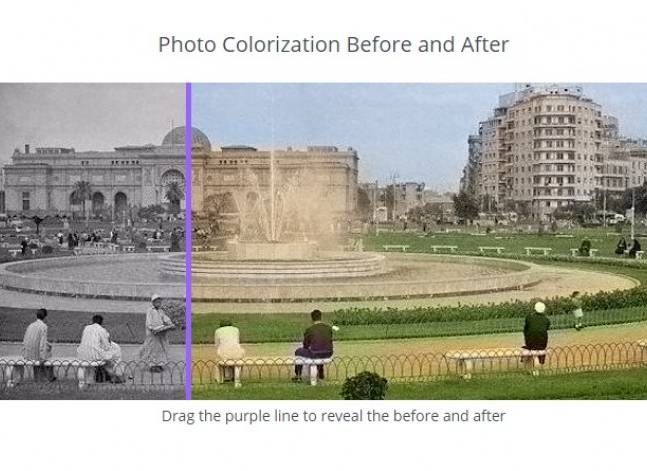 Photo Colorization Before and After
Drag the purple line to reveal the before and after